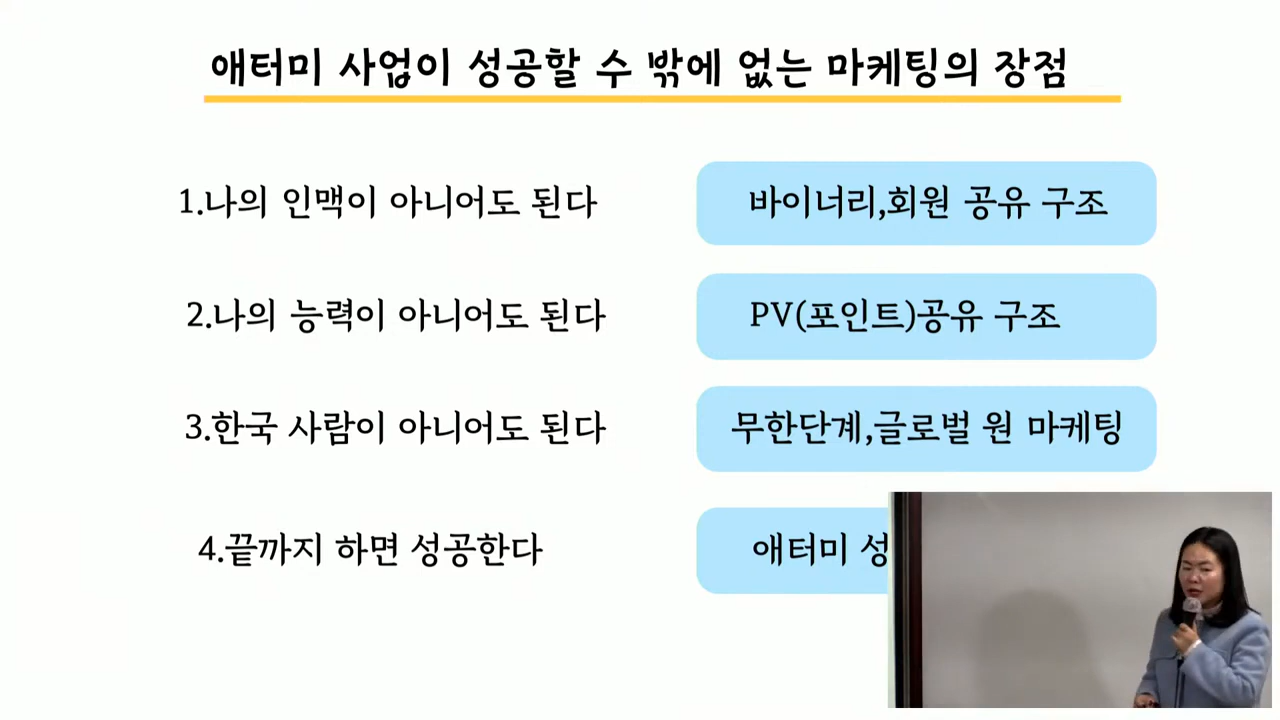 애터미 사업이 성공할 수 밖에 없는 마케팅의 장점
1.나의 인맥이 아니어도 된다
바이너리,회원 공유 구조
2.나의 능력이 아니어도 된다
PV(포인트)공유 구조
3.한국 사람이 아니어도 된다
무한단계,글로벌 원 마케팅
4.끝까지 하면 성공한다
애터미 성